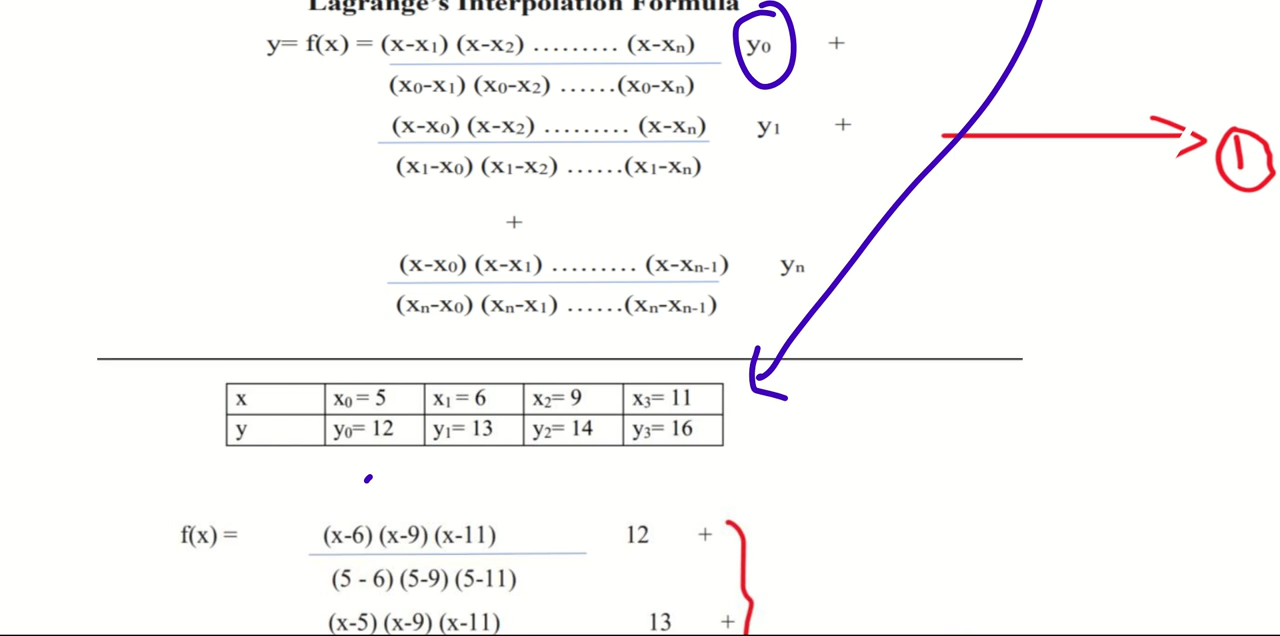 Lagrange's Interpolation Formula
y= f(x) = (x-x₁) (x-x₂) ……… (x-xₙ) y₀ +
(x₀-x₁) (x₀-x₂) ……(x₀-xₙ)
(x-x₀) (x-x₂) ……… (x-xₙ) y₁ +
(x₁-x₀) (x₁-x₂) ……(x₁-xₙ)
1
+
(x-x₀) (x-x₁) ……… (x-xₙ₋₁) yₙ
(xₙ-x₀) (xₙ-x₁) ……(xₙ-xₙ₋₁)
x x₀ = 5 x₁ = 6 x₂= 9 x₃= 11
y y₀= 12 y₁= 13 y₂= 14 y₃= 16
f(x) = (x-6) (x-9) (x-11) 12 +
(5 - 6) (5-9) (5-11)
(x-5) (x-9) (x-11) 13 +